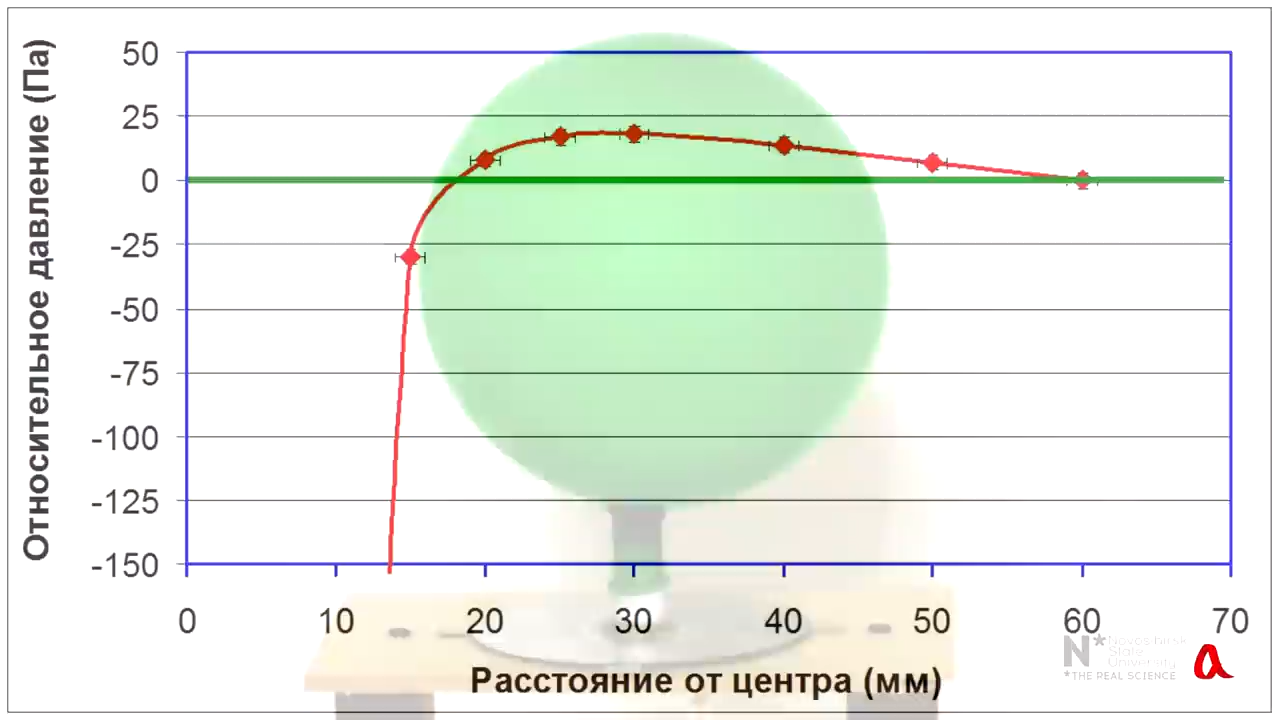 Относительное давление (Па)
50
25
0
-25
-50
-75
-100
-125
-150
0 10 20 30 40 50 60 70
Расстояние от центра (мм)
N* Novosibirsk
State
University
*THE REAL SCIENCE